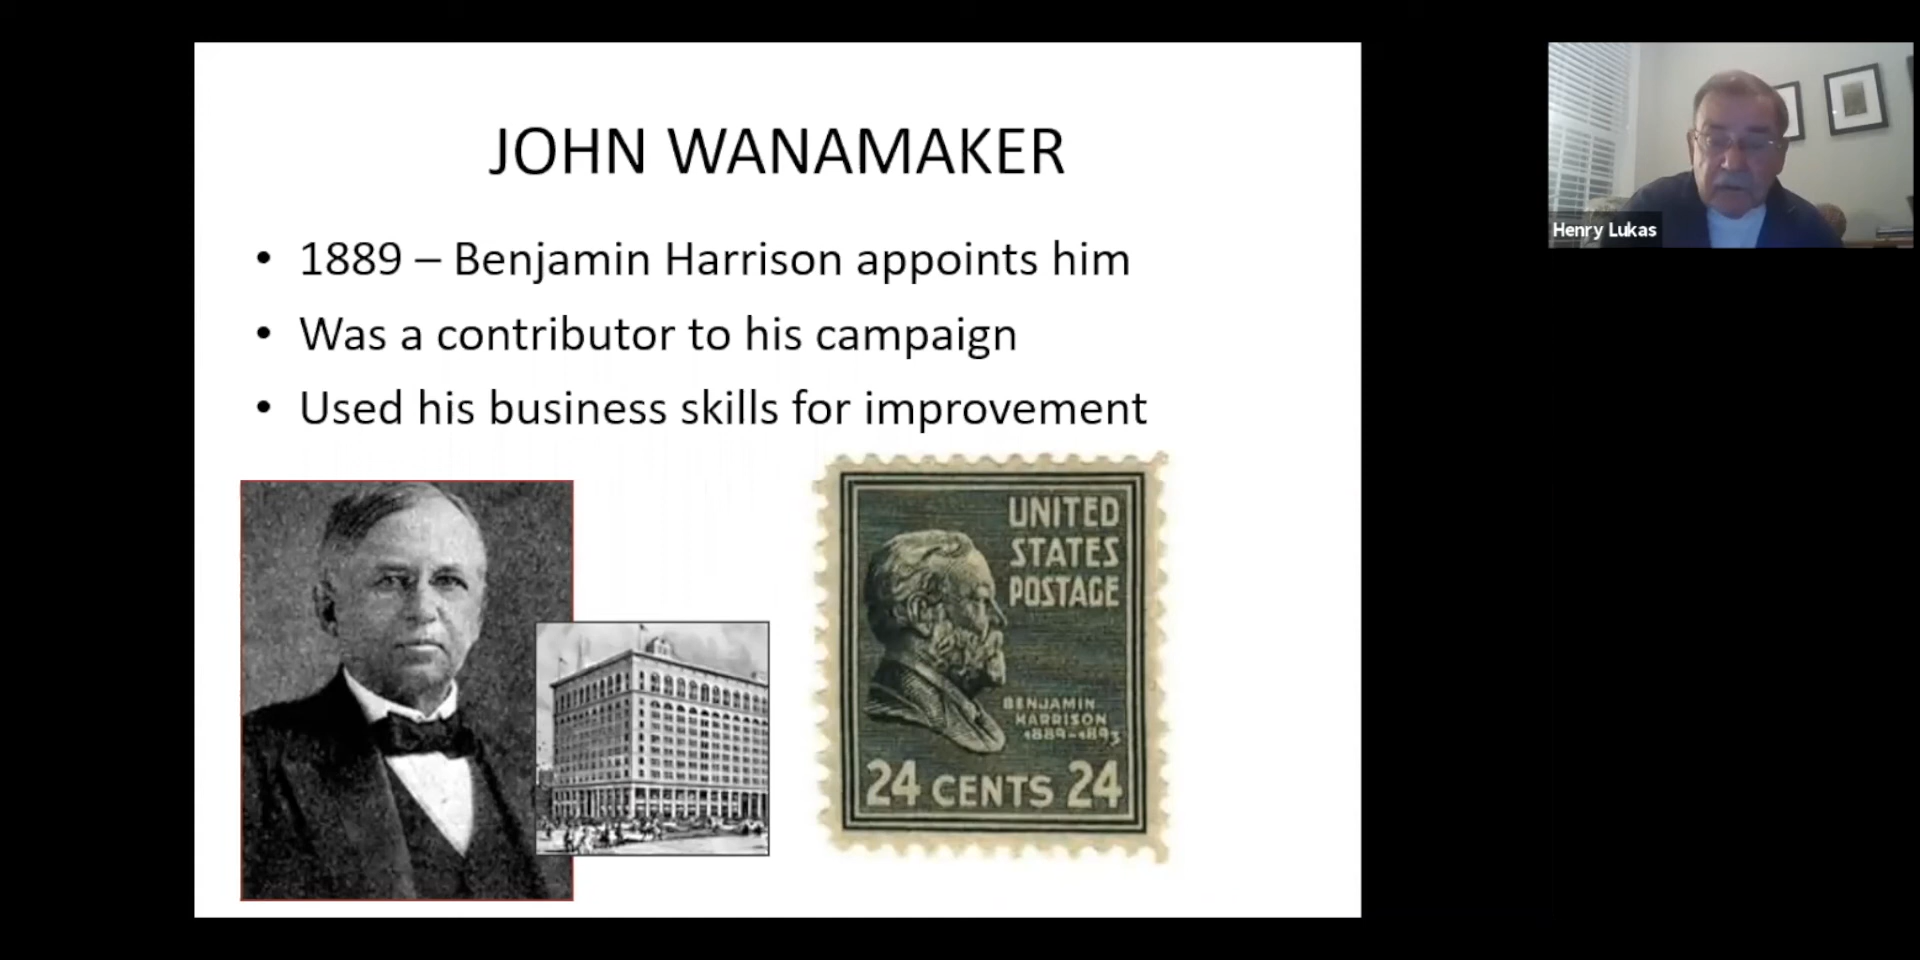 JOHN WANAMAKER
• 1889 – Benjamin Harrison appoints him
• Was a contributor to his campaign
• Used his business skills for improvement
UNITED
STATES
POSTAGE
BENJAMIN
HARRISON
1889-1893
24 CENTS 24
Henry Lukas